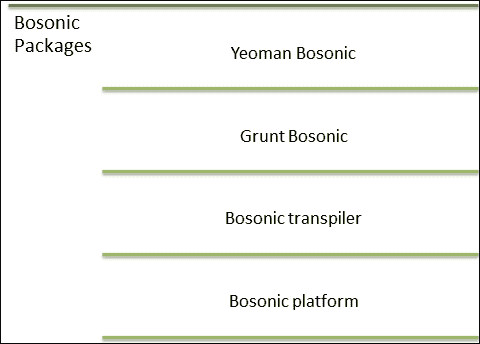 Bosonic
Packages
Yeoman Bosonic
Grunt Bosonic
Bosonic transpiler
Bosonic platform